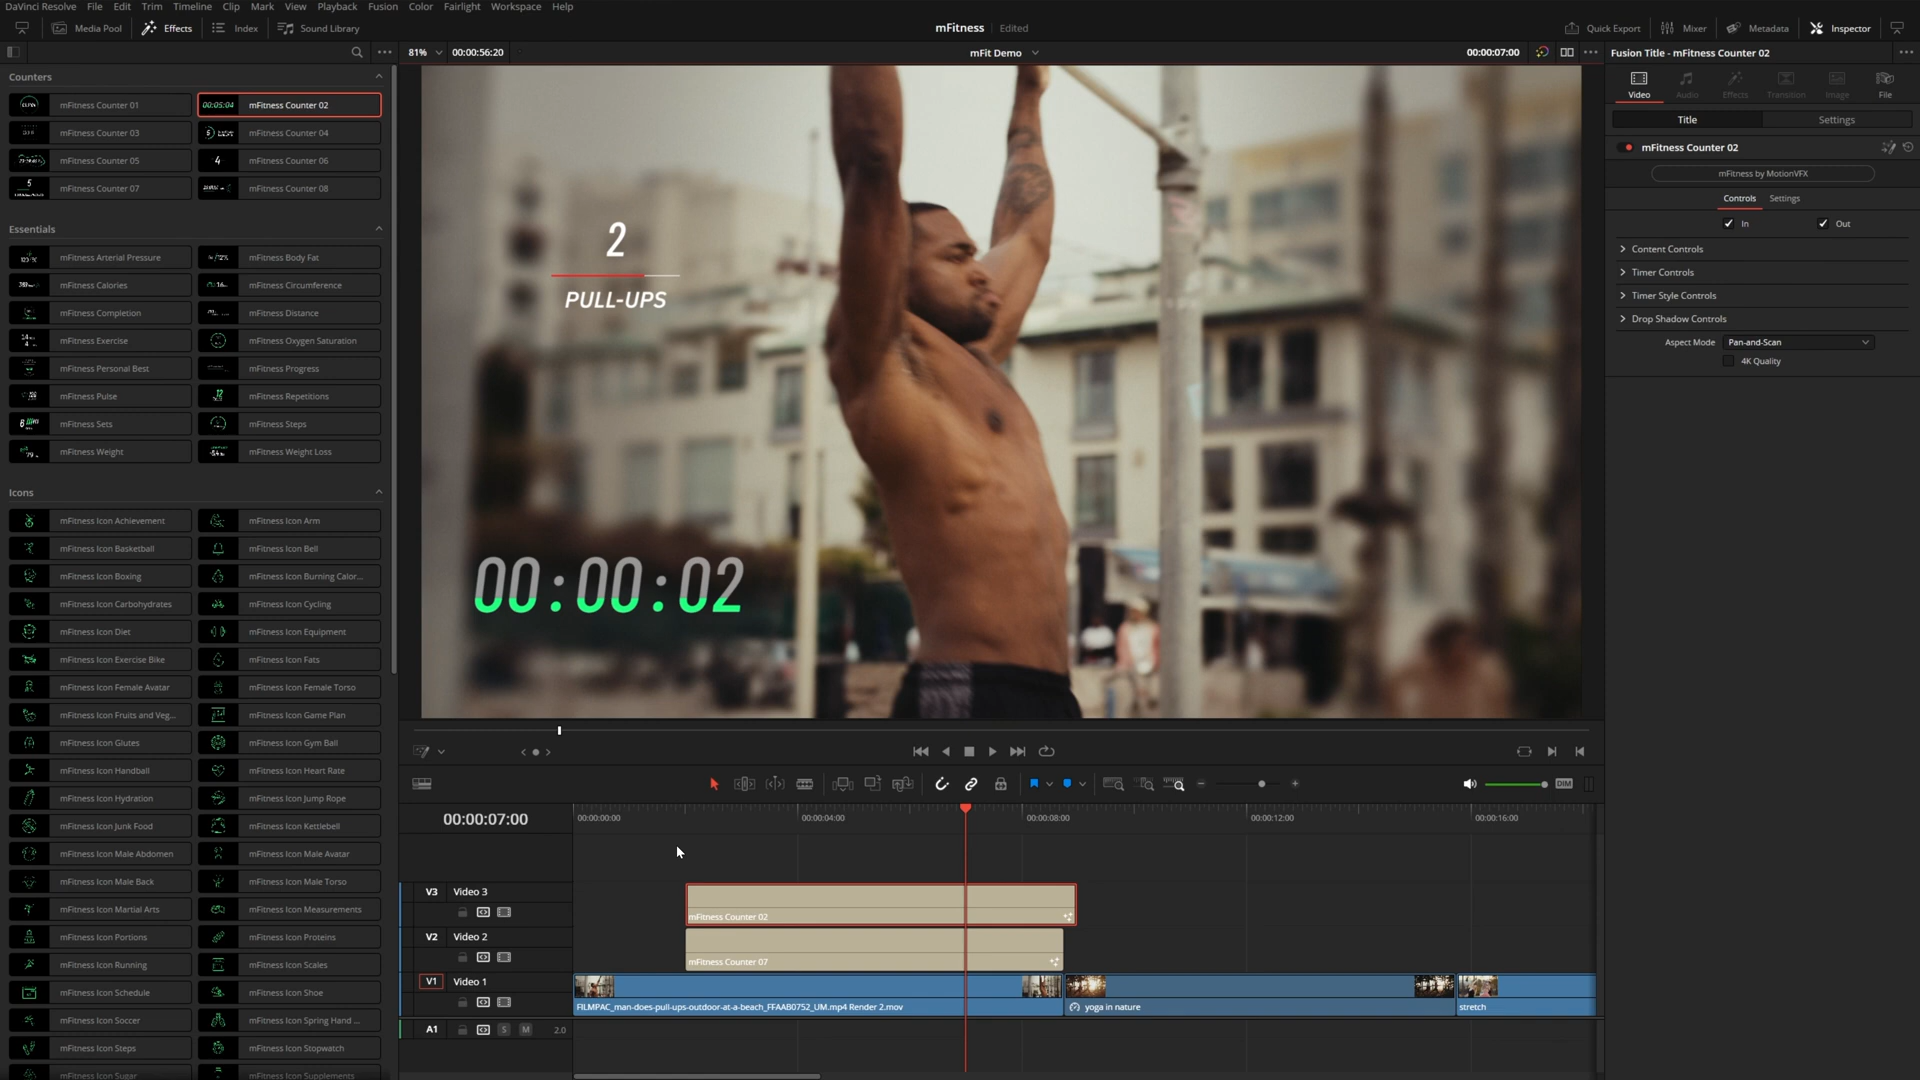 DaVinci Resolve File Edit Trim Timeline Clip Mark View Playback Fusion Color Fairlight Workspace Help
Media Pool Effects Index Sound Library
mFitness Edited
Quick Export Mixer Metadata Inspector
81% 00:00:56:20 mFit Demo 00:00:07:00
Counters
mFitness Counter 01
00:05:04 mFitness Counter 02
mFitness Counter 03
mFitness Counter 04
mFitness Counter 05
4 mFitness Counter 06
5 mFitness Counter 07
mFitness Counter 08
Essentials
mFitness Arterial Pressure
mFitness Body Fat
mFitness Calories
mFitness Circumference
mFitness Completion
mFitness Distance
mFitness Exercise
mFitness Oxygen Saturation
mFitness Personal Best
mFitness Progress
mFitness Pulse
12 mFitness Repetitions
mFitness Sets
mFitness Steps
mFitness Weight
mFitness Weight Loss
Icons
mFitness Icon Achievement
mFitness Icon Arm
mFitness Icon Basketball
mFitness Icon Bell
mFitness Icon Boxing
mFitness Icon Burning Calor...
mFitness Icon Carbohydrates
mFitness Icon Cycling
mFitness Icon Diet
mFitness Icon Equipment
mFitness Icon Exercise Bike
mFitness Icon Fats
mFitness Icon Female Avatar
mFitness Icon Female Torso
mFitness Icon Fruits and Veg...
mFitness Icon Game Plan
mFitness Icon Glutes
mFitness Icon Gym Ball
mFitness Icon Handball
mFitness Icon Heart Rate
mFitness Icon Hydration
mFitness Icon Jump Rope
mFitness Icon Junk Food
mFitness Icon Kettlebell
mFitness Icon Male Abdomen
mFitness Icon Male Avatar
mFitness Icon Male Back
mFitness Icon Male Torso
mFitness Icon Martial Arts
mFitness Icon Measurements
mFitness Icon Portions
mFitness Icon Proteins
mFitness Icon Running
mFitness Icon Scales
mFitness Icon Schedule
mFitness Icon Shoe
mFitness Icon Soccer
mFitness Icon Spring Hand ...
mFitness Icon Steps
mFitness Icon Stopwatch
mFitness Icon Sugar
mFitness Icon Supplements
2
PULL-UPS
00:00:02
Fusion Title - mFitness Counter 02
Video Audio Effects Transition Image File
Title Settings
mFitness Counter 02
mFitness by MotionVFX
Controls Settings
In Out
Content Controls
Timer Controls
Timer Style Controls
Drop Shadow Controls
Aspect Mode Pan-and-Scan
4K Quality
DIM
00:00:07:00
00:00:00:00 00:00:04:00 00:00:08:00 00:00:12:00 00:00:16:00
V3 Video 3
mFitness Counter 02
V2 Video 2
mFitness Counter 07
V1 Video 1
FILMPAC_man-does-pull-ups-outdoor-at-a-beach_FFAAB0752_UM.mp4 Render 2.mov
yoga in nature
stretch
A1 S M 2.0